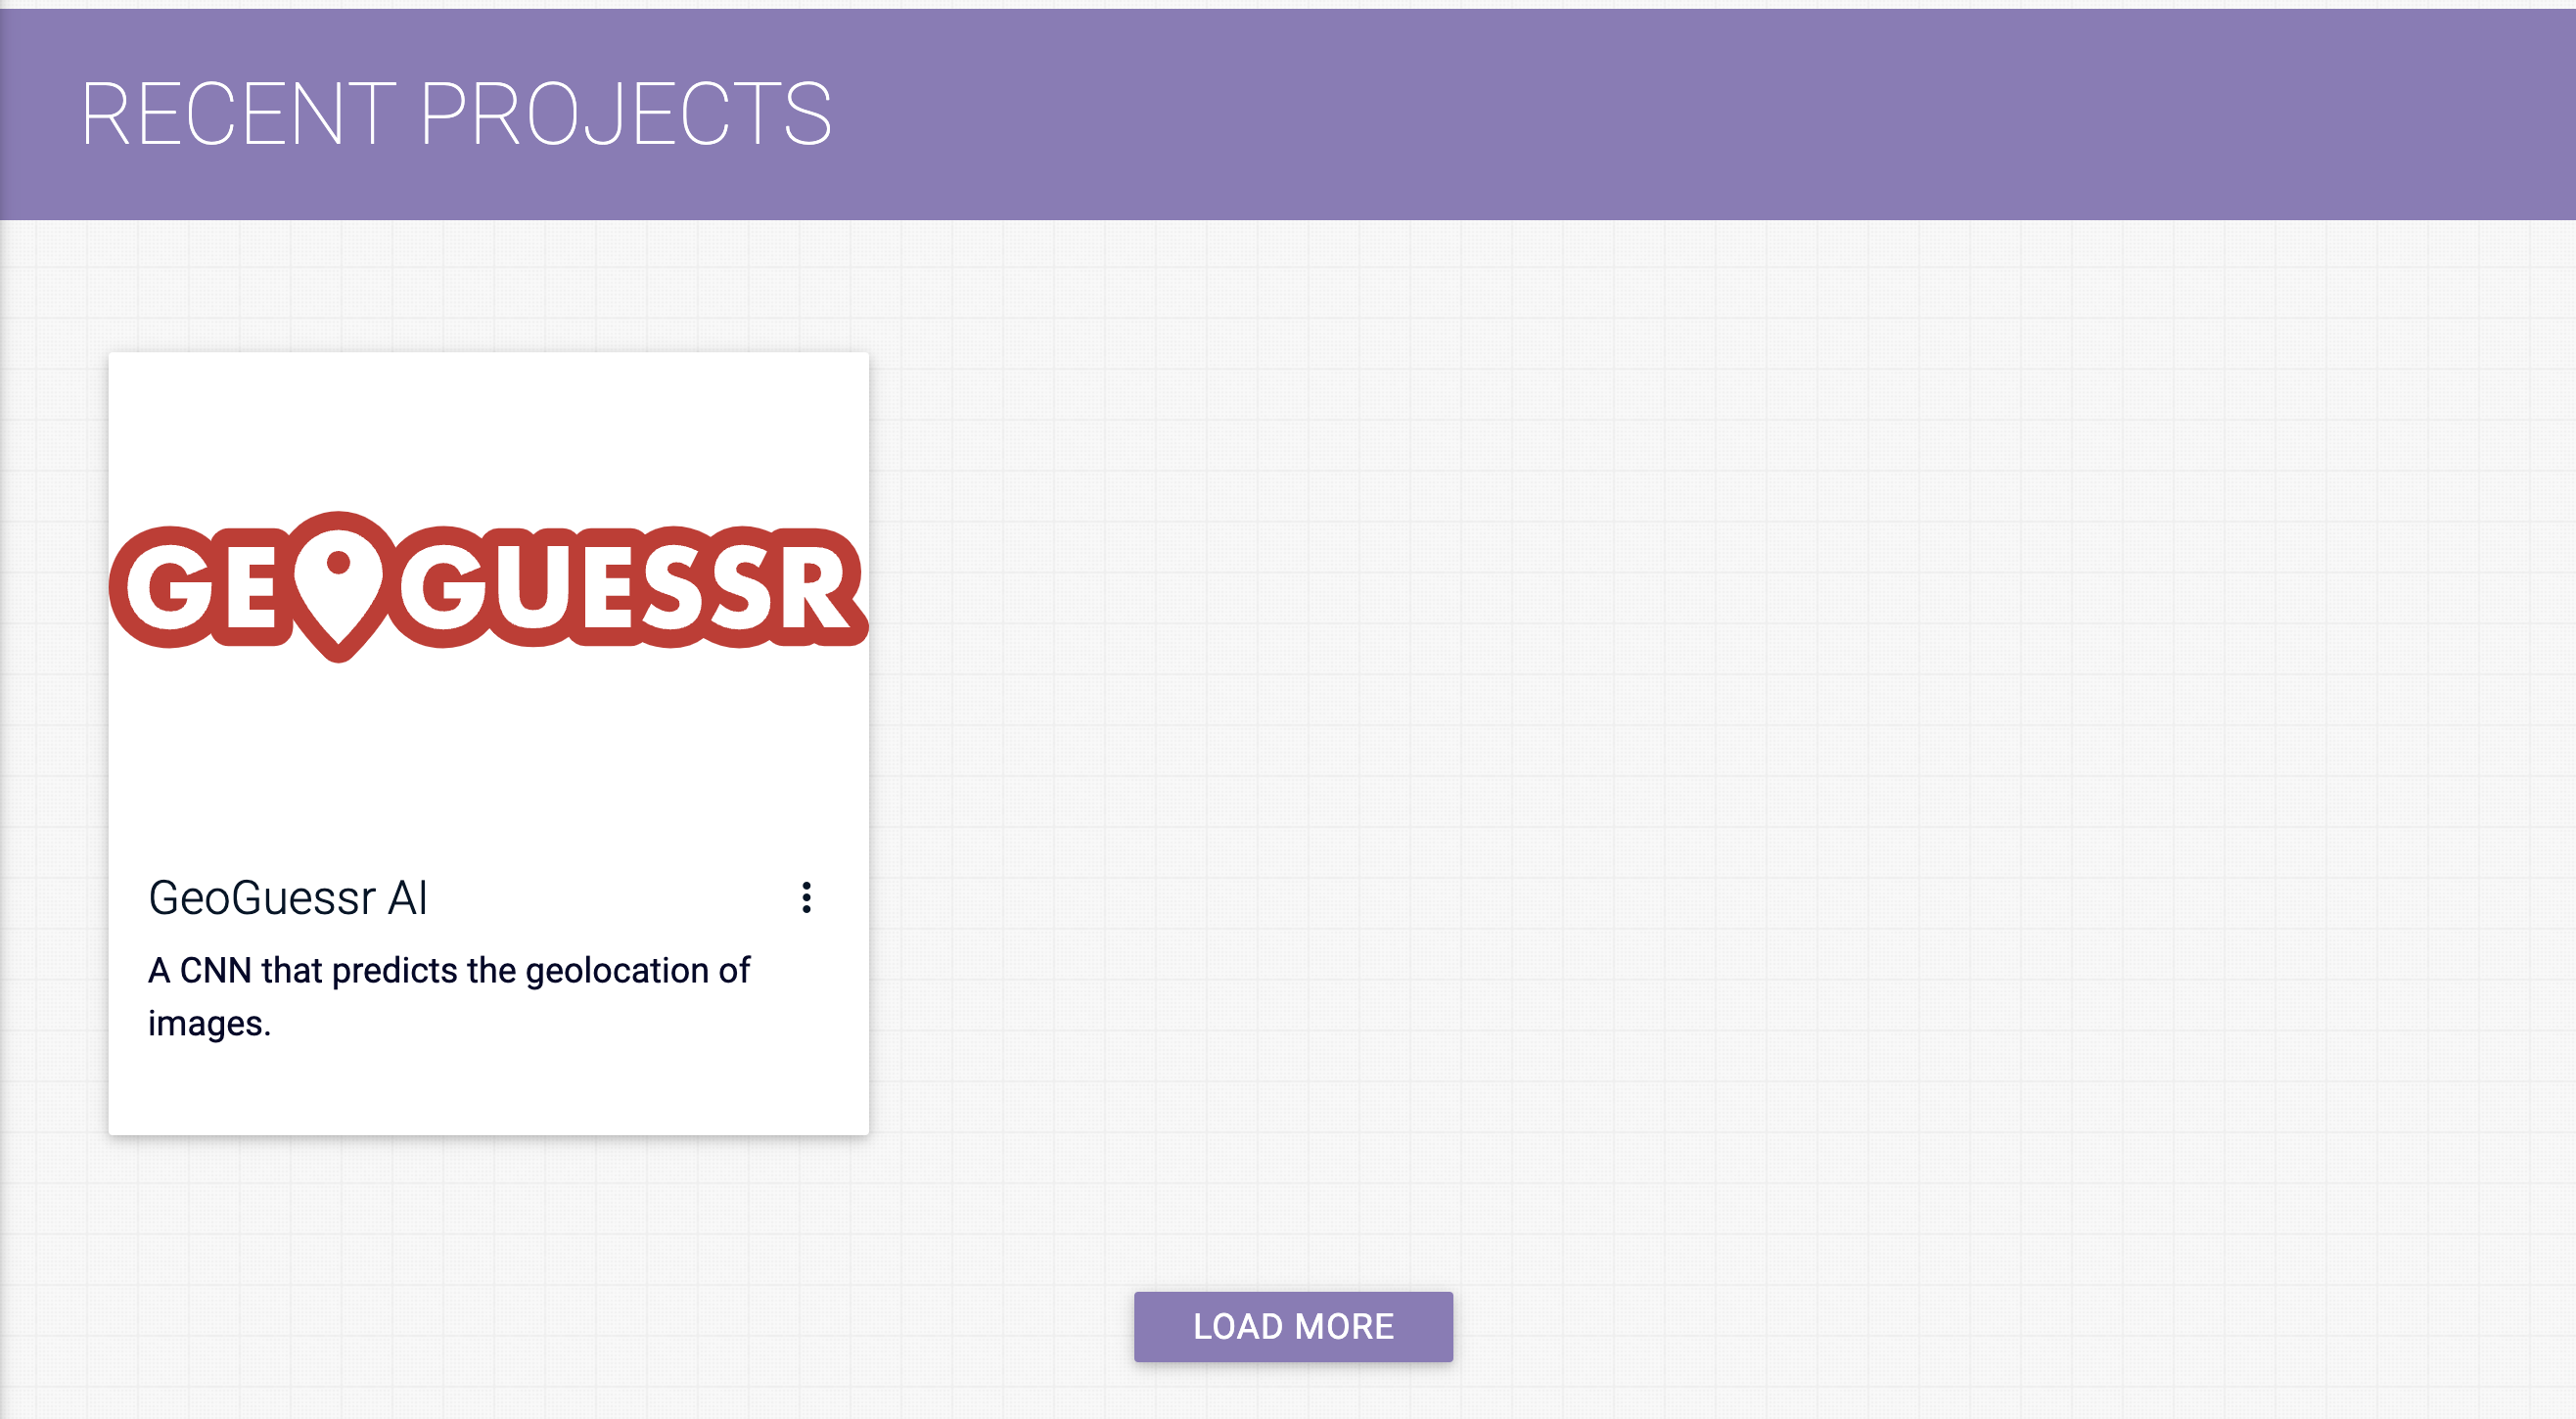 RECENT PROJECTS
GEOGUESSR
GeoGuessr AI
A CNN that predicts the geolocation of
images.
LOAD MORE